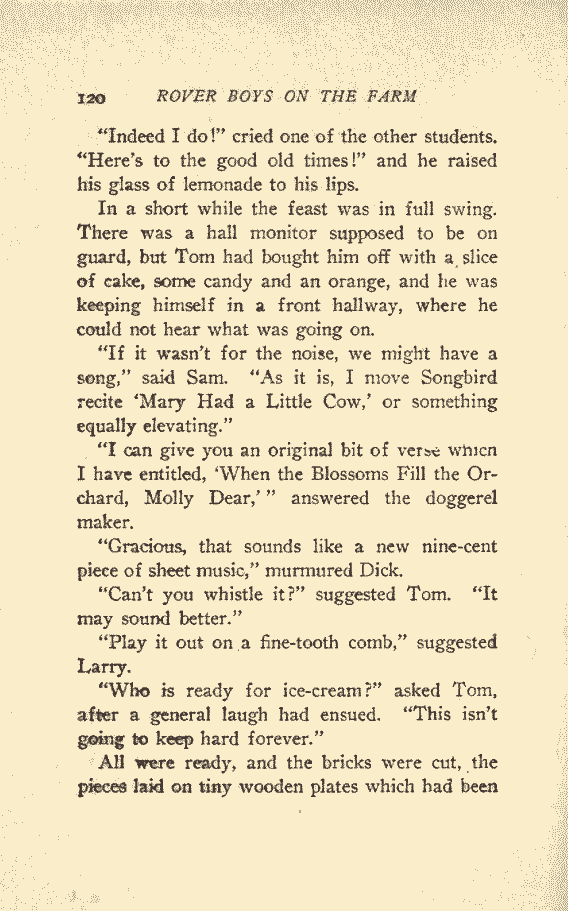 120 ROVER BOYS ON THE FARM
“Indeed I do!” cried one of the other students.
“Here’s to the good old times!” and he raised
his glass of lemonade to his lips.
In a short while the feast was in full swing.
There was a hall monitor supposed to be on
guard, but Tom had bought him off with a slice
of cake, some candy and an orange, and he was
keeping himself in a front hallway, where he
could not hear what was going on.
“If it wasn’t for the noise, we might have a
song,” said Sam. “As it is, I move Songbird
recite ‘Mary Had a Little Cow,’ or something
equally elevating.”
“I can give you an original bit of verse which
I have entitled, ‘When the Blossoms Fill the Or-
chard, Molly Dear,’ ” answered the doggerel
maker.
“Gracious, that sounds like a new nine-cent
piece of sheet music,” murmured Dick.
“Can’t you whistle it?” suggested Tom. “It
may sound better.”
“Play it out on a fine-tooth comb,” suggested
Larry.
“Who is ready for ice-cream?” asked Tom,
after a general laugh had ensued. “This isn’t
going to keep hard forever.”
All were ready, and the bricks were cut, the
pieces laid on tiny wooden plates which had been